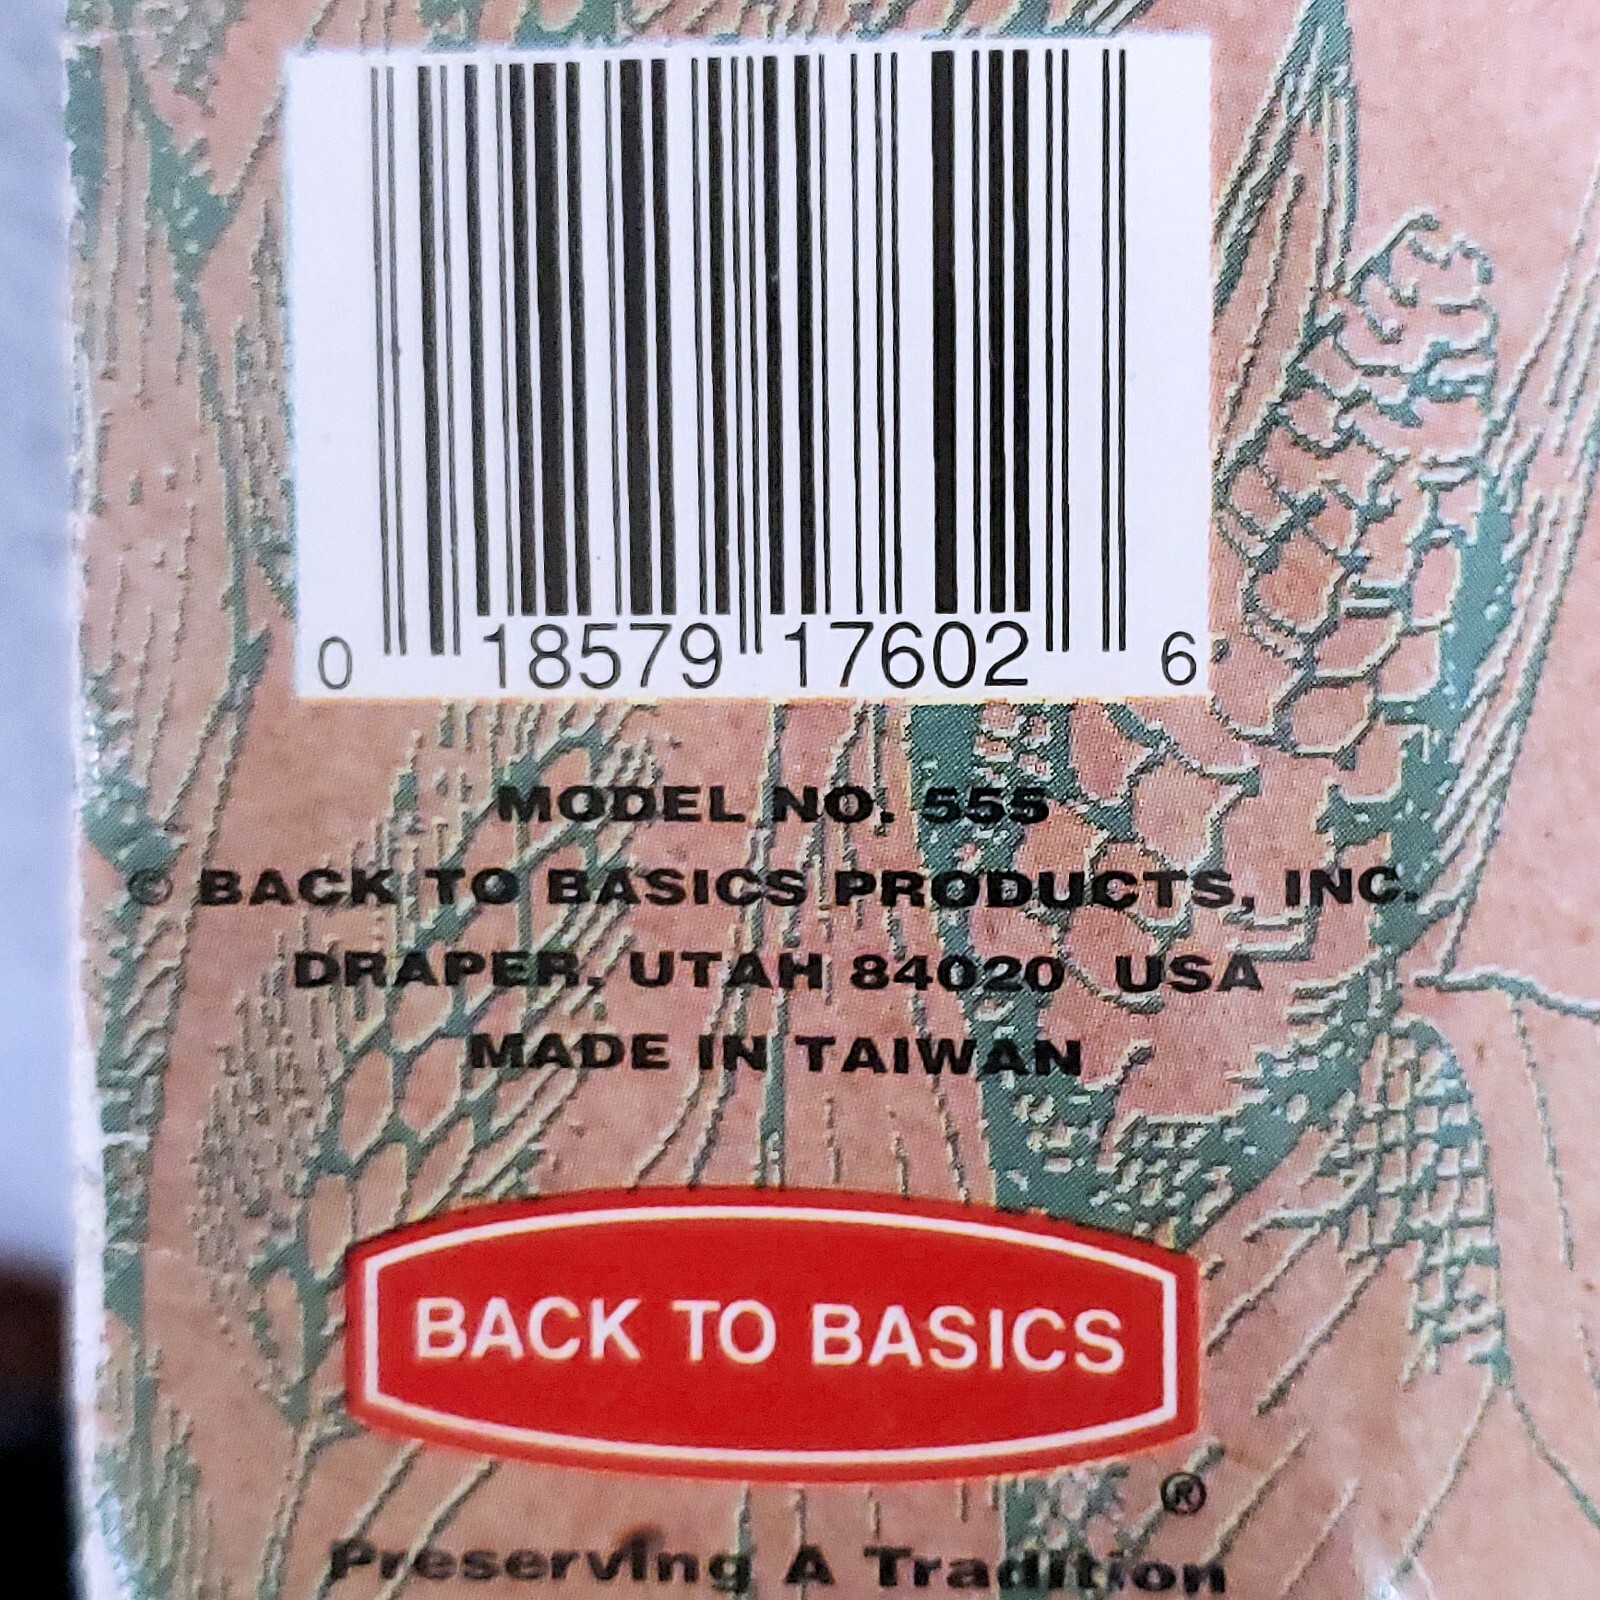 0 18579 17602 6
MODEL NO. 555
© BACK TO BASICS PRODUCTS, INC.
DRAPER, UTAH 84020 USA
MADE IN TAIWAN
BACK TO BASICS
®
Preserving A Tradition